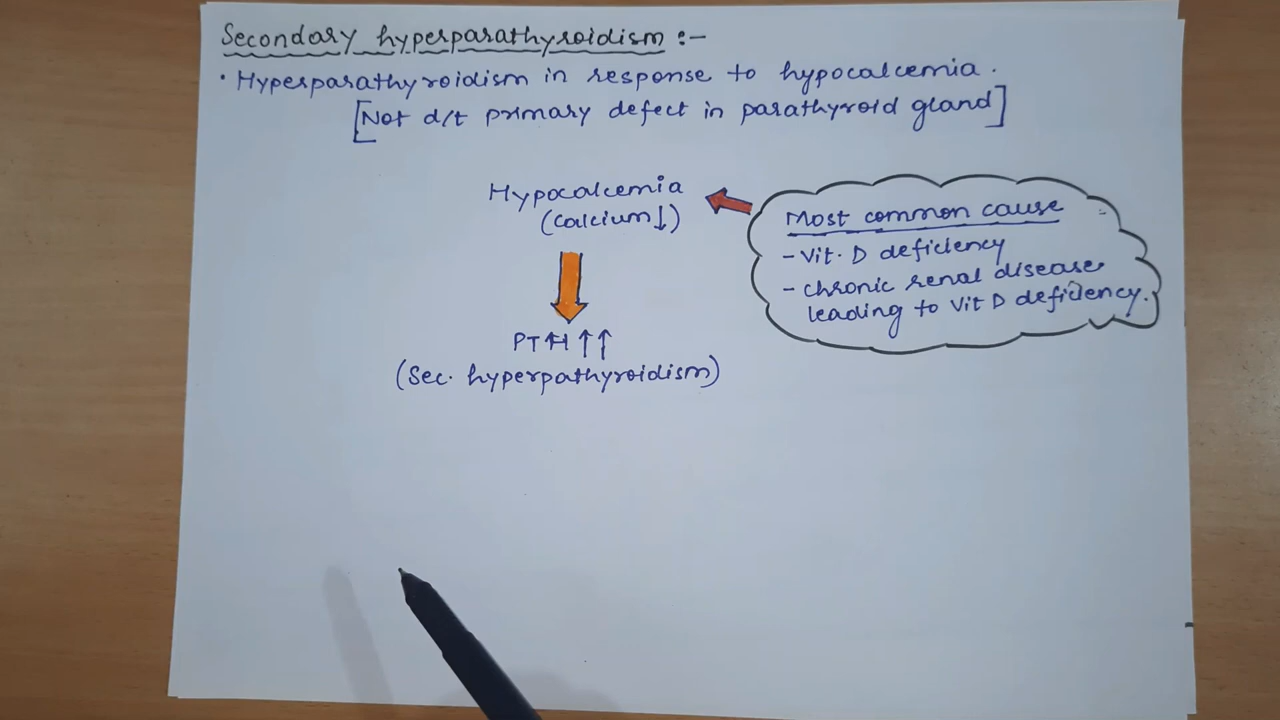 Secondary hyperparathyroidism :-
• Hyperparathyroidism in response to hypocalcemia.
[Not d/t primary defect in parathyroid gland]
Hypocalcemia
(Calcium↓)
Most common cause
- Vit. D deficiency
- chronic renal disease
leading to Vit D deficiency.
PTH ↑↑
(Sec. hyperpathyroidism)